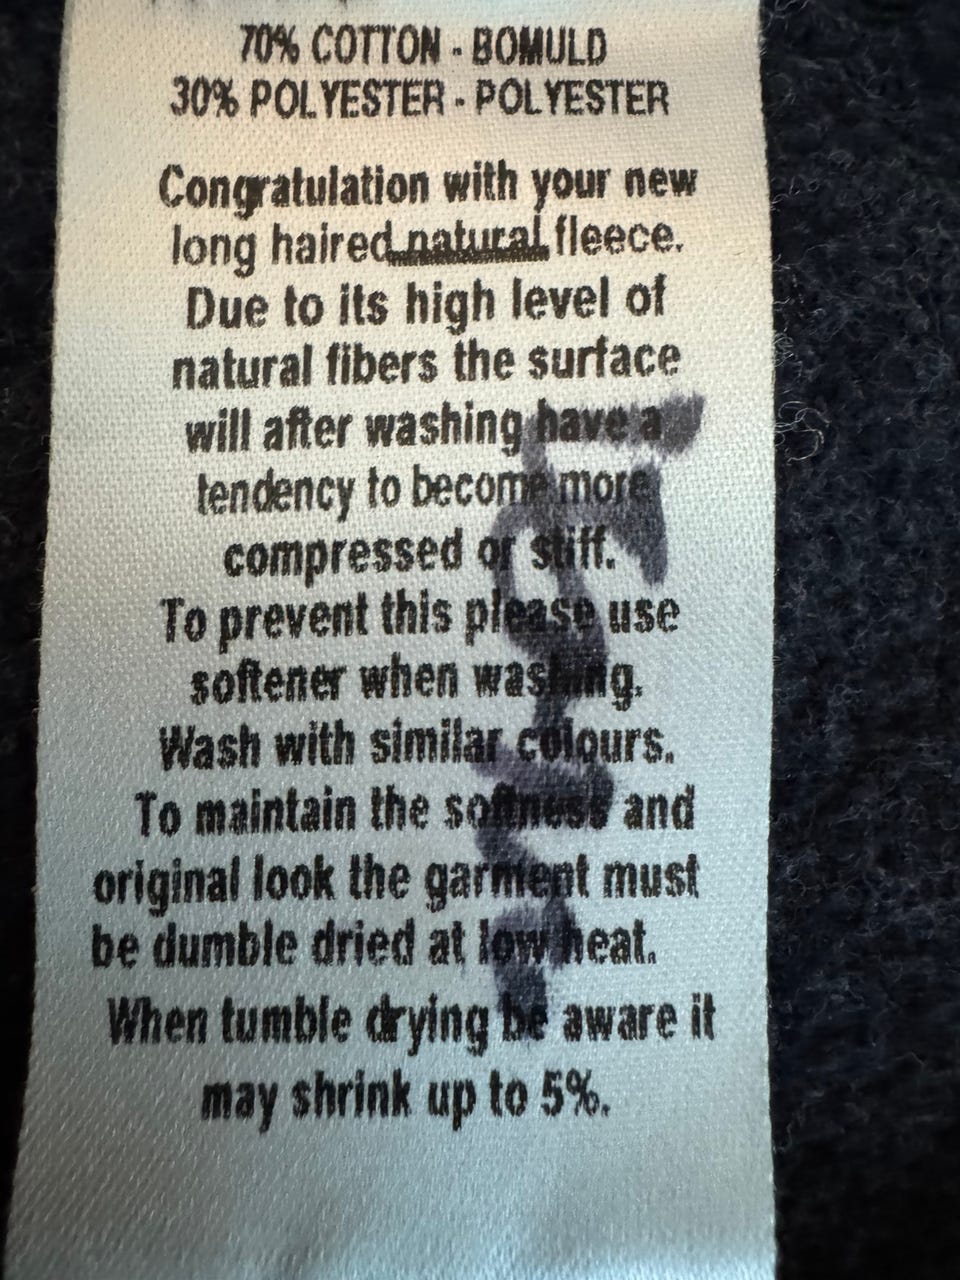 70% COTTON - BOMULD
30% POLYESTER - POLYESTER
Congratulation with your new
long haired natural fleece.
Due to its high level of
natural fibers the surface
will after washing have a
tendency to become more
compressed or stiff.
To prevent this please use
softener when washing.
Wash with similar colours.
To maintain the softness and
original look the garment must
be dumble dried at low heat.
When tumble drying be aware it
may shrink up to 5%.